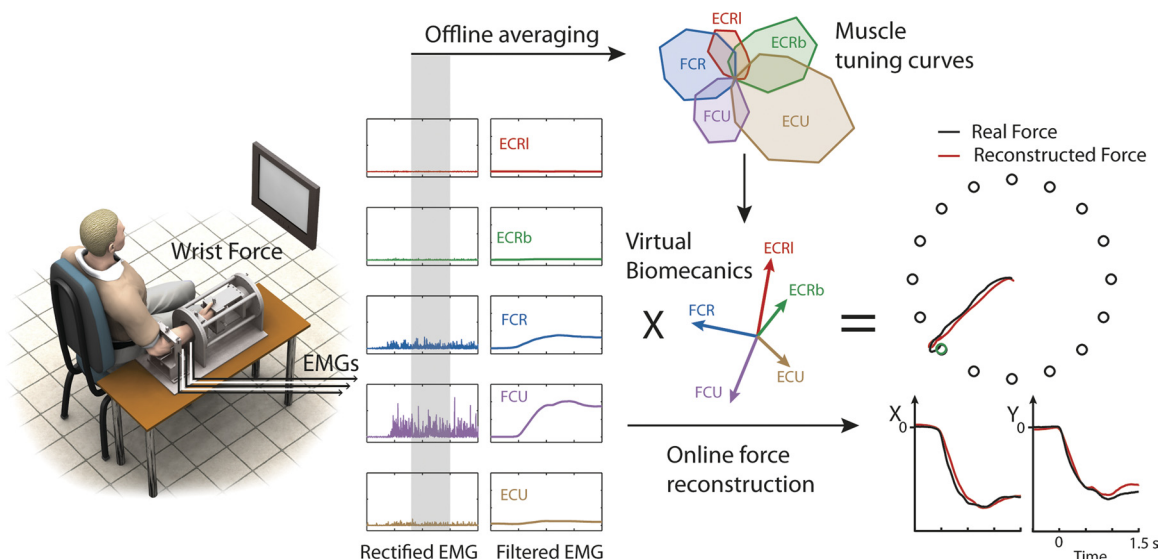 Offline averaging
ECRl
FCR
ECRb
FCU
ECU
Muscle
tuning curves
Real Force
Reconstructed Force
Wrist Force
EMGs
ECRl
ECRb
FCR
FCU
ECU
Rectified EMG
Filtered EMG
Virtual
Biomecanics
X
ECRl
ECRb
FCR
ECU
FCU
=
Online force
reconstruction
X
0
Y
0
0
1.5 s
Time